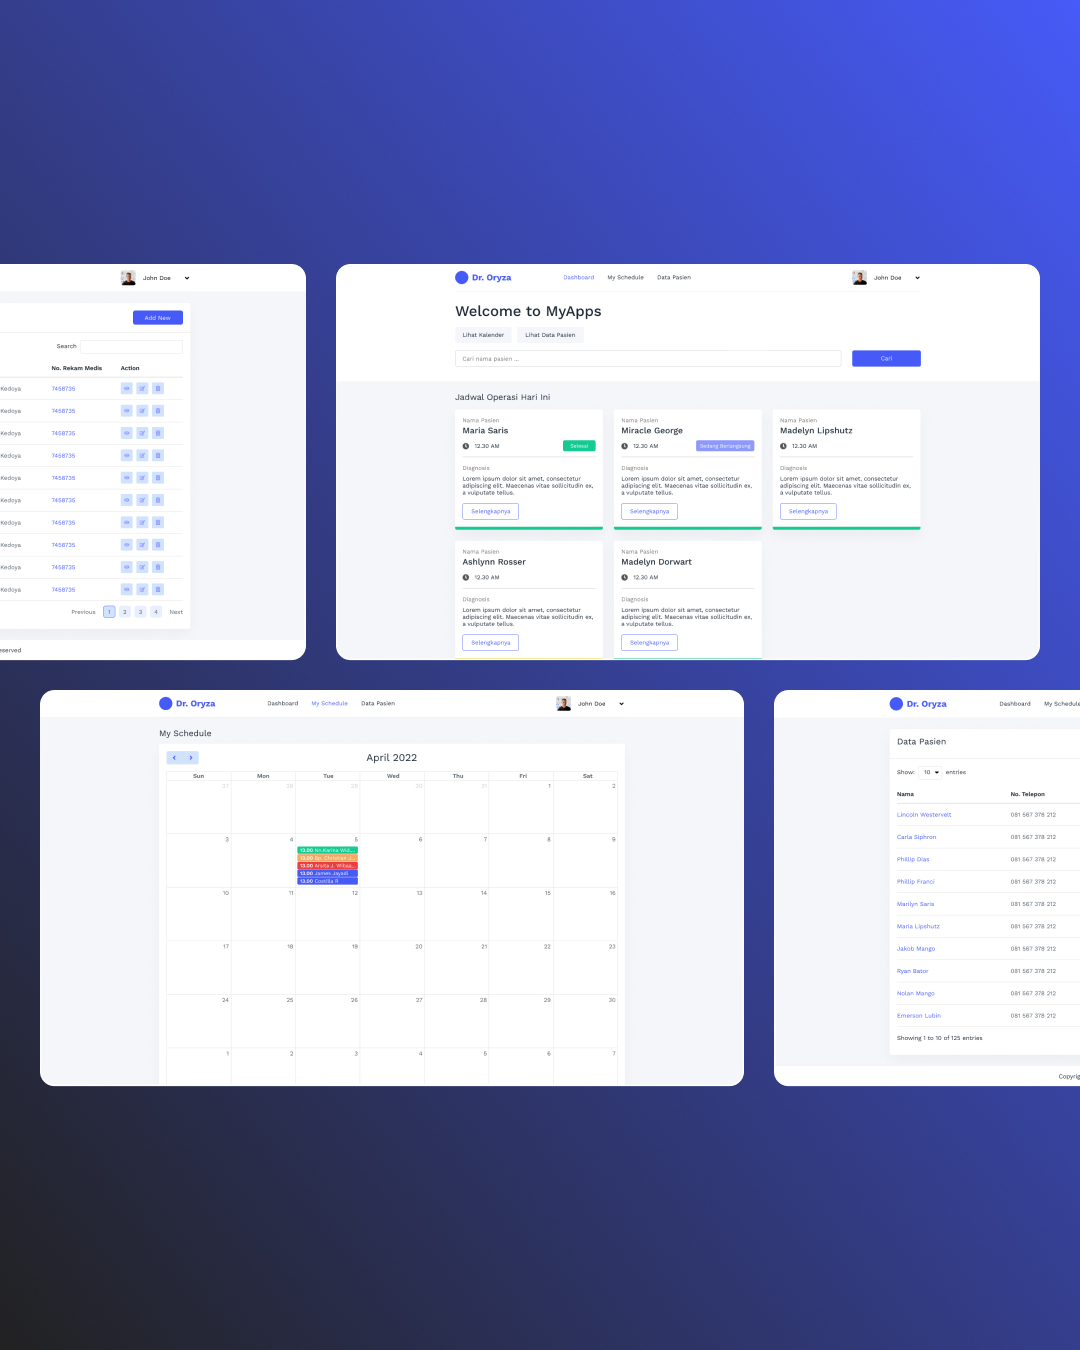 John Doe
Add New
Search
No. Rekam Medis Action
Kedoya 7458735
Kedoya 7458735
Kedoya 7458735
Kedoya 7458735
Kedoya 7458735
Kedoya 7458735
Kedoya 7458735
Kedoya 7458735
Kedoya 7458735
Kedoya 7458735
Previous 1 2 3 4 Next
eserved
Dr. Oryza Dashboard My Schedule Data Pasien John Doe
Welcome to MyApps
Lihat Kalender Lihat Data Pasien
Cari nama pasien ... Cari
Jadwal Operasi Hari Ini
Nama Pasien
Maria Saris
12.30 AM Selesai
Diagnosis
Lorem ipsum dolor sit amet, consectetur
adipiscing elit. Maecenas vitae sollicitudin ex,
a vulputate tellus.
Selengkapnya
Nama Pasien
Miracle George
12.30 AM Sedang Berlangsung
Diagnosis
Lorem ipsum dolor sit amet, consectetur
adipiscing elit. Maecenas vitae sollicitudin ex,
a vulputate tellus.
Selengkapnya
Nama Pasien
Madelyn Lipshutz
12.30 AM
Diagnosis
Lorem ipsum dolor sit amet, consectetur
adipiscing elit. Maecenas vitae sollicitudin ex,
a vulputate tellus.
Selengkapnya
Nama Pasien
Ashlynn Rosser
12.30 AM
Diagnosis
Lorem ipsum dolor sit amet, consectetur
adipiscing elit. Maecenas vitae sollicitudin ex,
a vulputate tellus.
Selengkapnya
Nama Pasien
Madelyn Dorwart
12.30 AM
Diagnosis
Lorem ipsum dolor sit amet, consectetur
adipiscing elit. Maecenas vitae sollicitudin ex,
a vulputate tellus.
Selengkapnya
Dr. Oryza Dashboard My Schedule Data Pasien John Doe
My Schedule
April 2022
Sun Mon Tue Wed Thu Fri Sat
27 28 29 30 31 1 2
3 4 5 6 7 8 9
13.00 Nn.Karina Wid...
13.00 Bp. Christian J...
13.00 Arsita J. Wibaw...
13.00 James Jayadi
13.00 Costilla R
10 11 12 13 14 15 16
17 18 19 20 21 22 23
24 25 26 27 28 29 30
1 2 3 4 5 6 7
Dr. Oryza Dashboard My Schedule
Data Pasien
Show: 10 entries
Nama No. Telepon
Lincoln Westervelt 081 567 378 212
Carla Siphron 081 567 378 212
Phillip Dias 081 567 378 212
Phillip Franci 081 567 378 212
Marilyn Saris 081 567 378 212
Maria Lipshutz 081 567 378 212
Jakob Mango 081 567 378 212
Ryan Bator 081 567 378 212
Nolan Mango 081 567 378 212
Emerson Lubin 081 567 378 212
Showing 1 to 10 of 125 entries
Copyrig